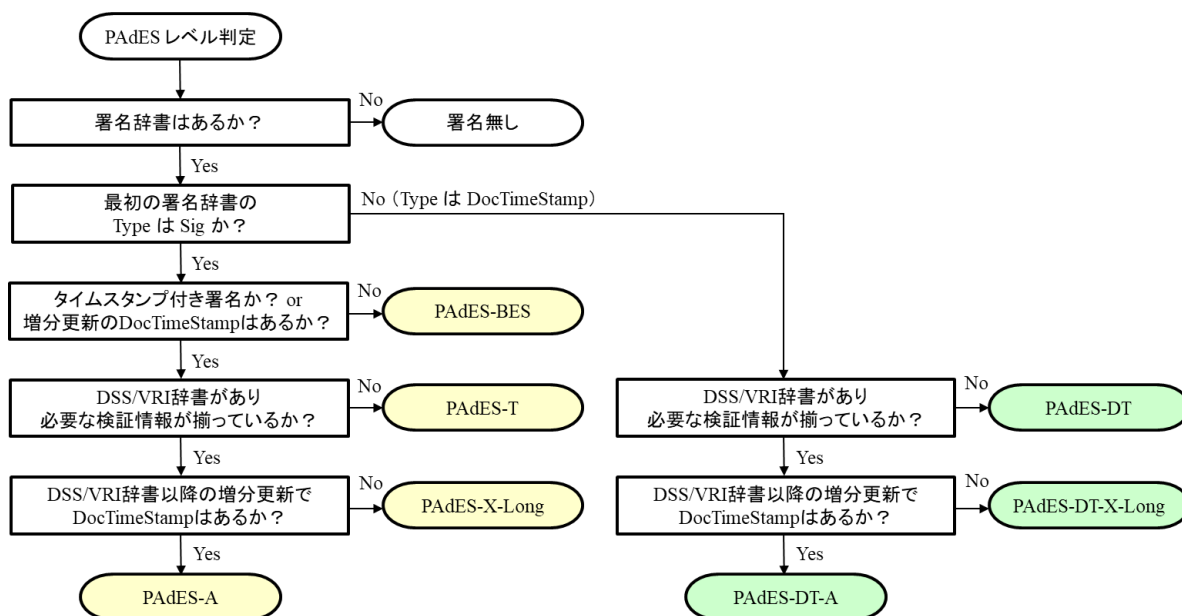 PAdES レベル判定
署名辞書はあるか？
No
署名無し
Yes
最初の署名辞書の
Type は Sig か？
No（Type は DocTimeStamp）
Yes
タイムスタンプ付き署名か？ or
増分更新のDocTimeStampはあるか？
No
PAdES-BES
Yes
DSS/VRI辞書があり
必要な検証情報が揃っているか？
No
PAdES-T
Yes
DSS/VRI辞書以降の増分更新で
DocTimeStampはあるか？
No
PAdES-X-Long
Yes
PAdES-A
DSS/VRI辞書があり
必要な検証情報が揃っているか？
No
PAdES-DT
Yes
DSS/VRI辞書以降の増分更新で
DocTimeStampはあるか？
No
PAdES-DT-X-Long
Yes
PAdES-DT-A